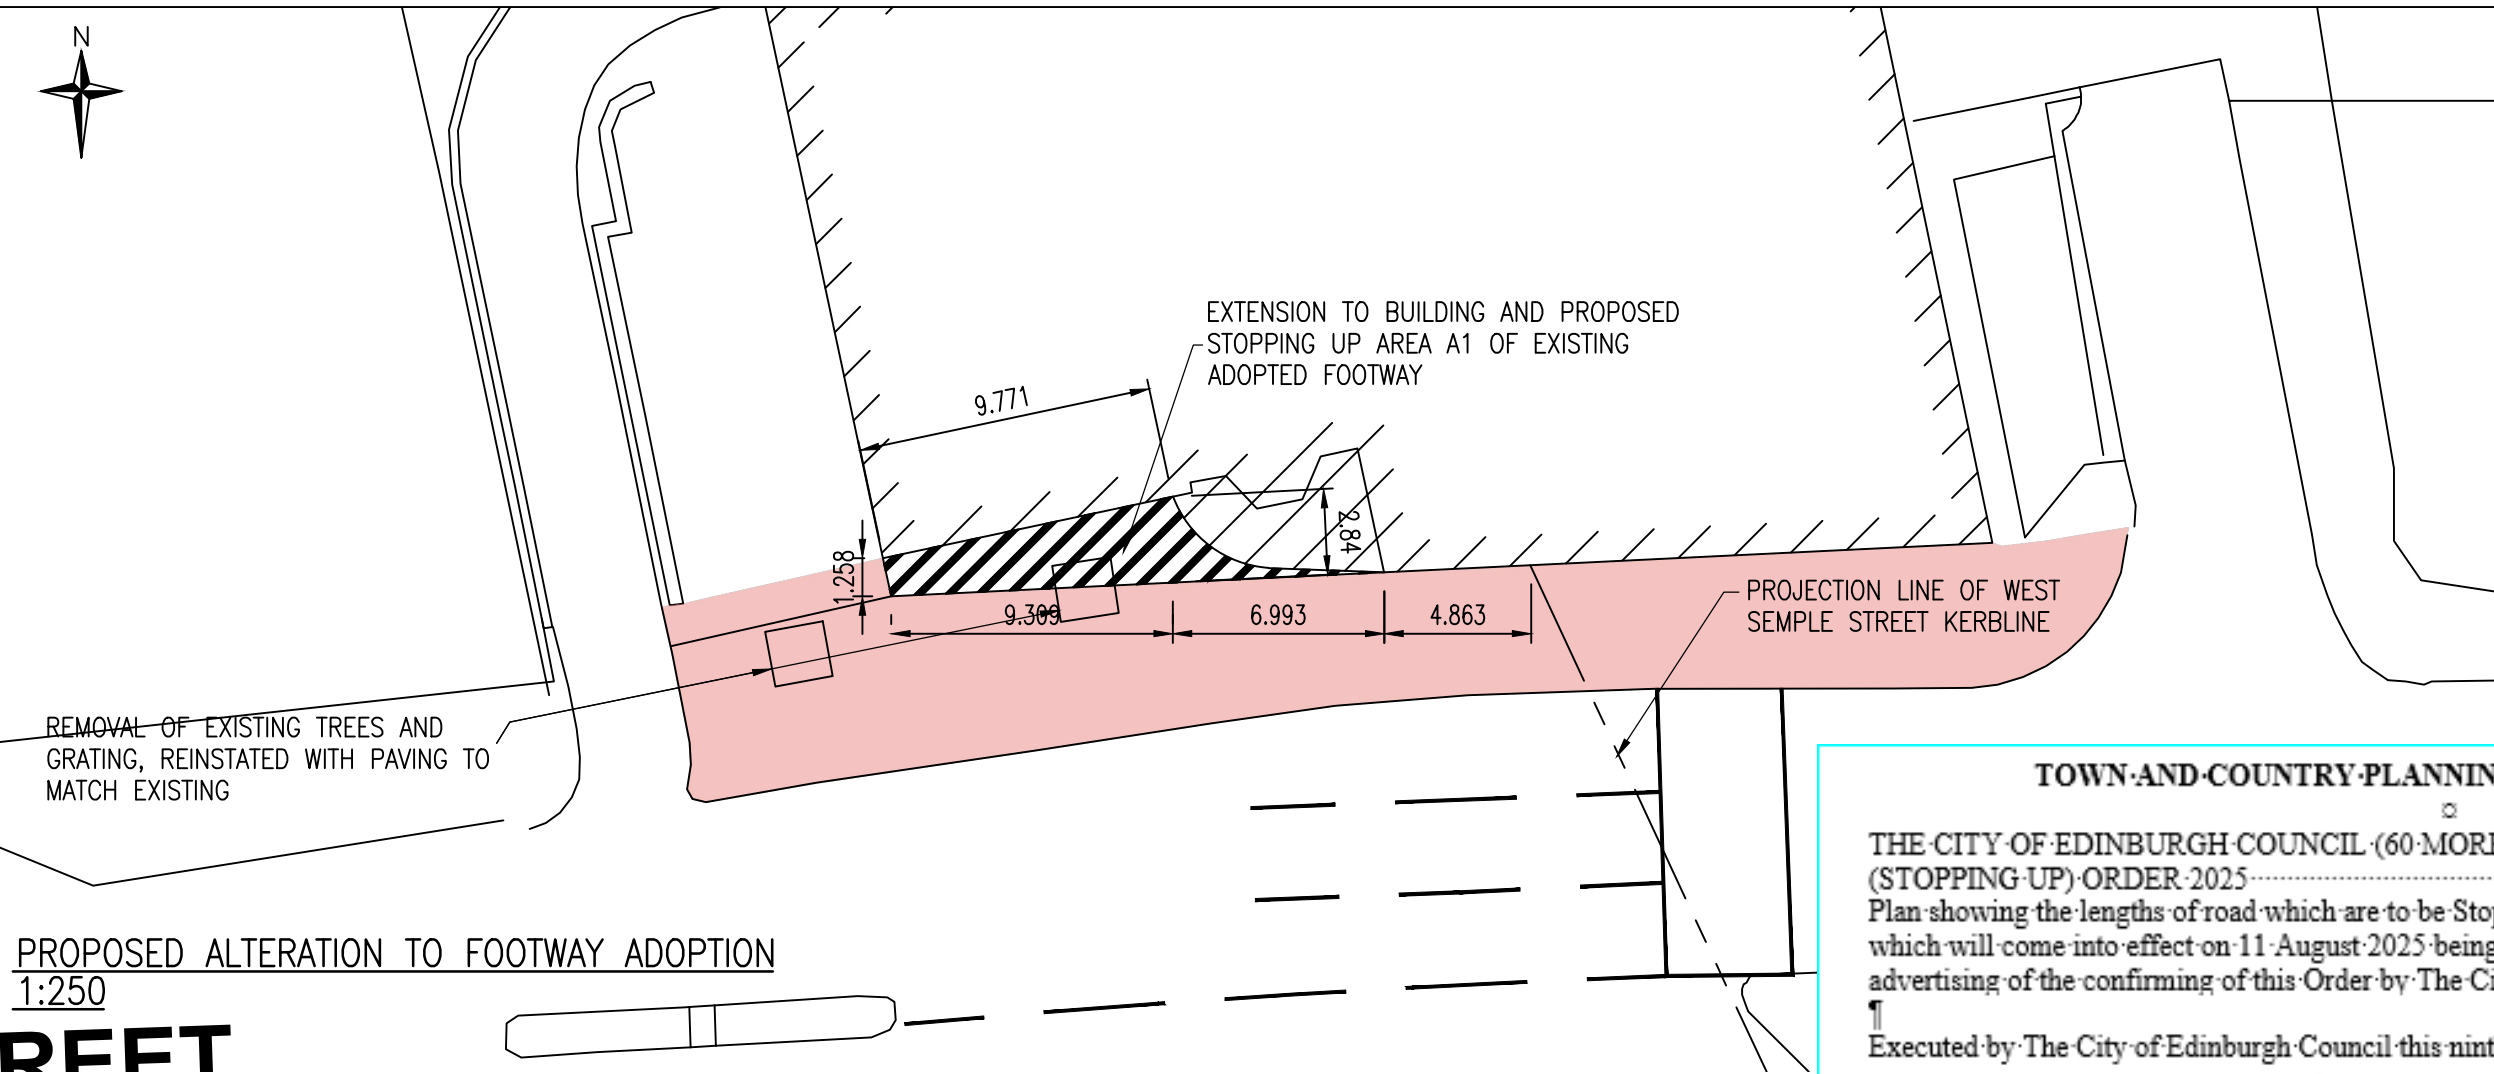 N
EXTENSION TO BUILDING AND PROPOSED
STOPPING UP AREA A1 OF EXISTING
ADOPTED FOOTWAY
9.771
2.84
1.258
9.309
6.993
4.863
PROJECTION LINE OF WEST
SEMPLE STREET KERBLINE
REMOVAL OF EXISTING TREES AND
GRATING, REINSTATED WITH PAVING TO
MATCH EXISTING
PROPOSED ALTERATION TO FOOTWAY ADOPTION
1:250
REET
TOWN·AND·COUNTRY·PLANNIN
¤
THE·CITY·OF·EDINBURGH·COUNCIL·(60·MORE
(STOPPING·UP)·ORDER·2025
Plan·showing·the·lengths·of·road·which·are·to·be·Stop
which·will·come·into·effect·on·11·August·2025·being
advertising·of·the·confirming·of·this·Order·by·The·Ci
¶
Executed·by·The·City·of·Edinburgh·Council·this·nint